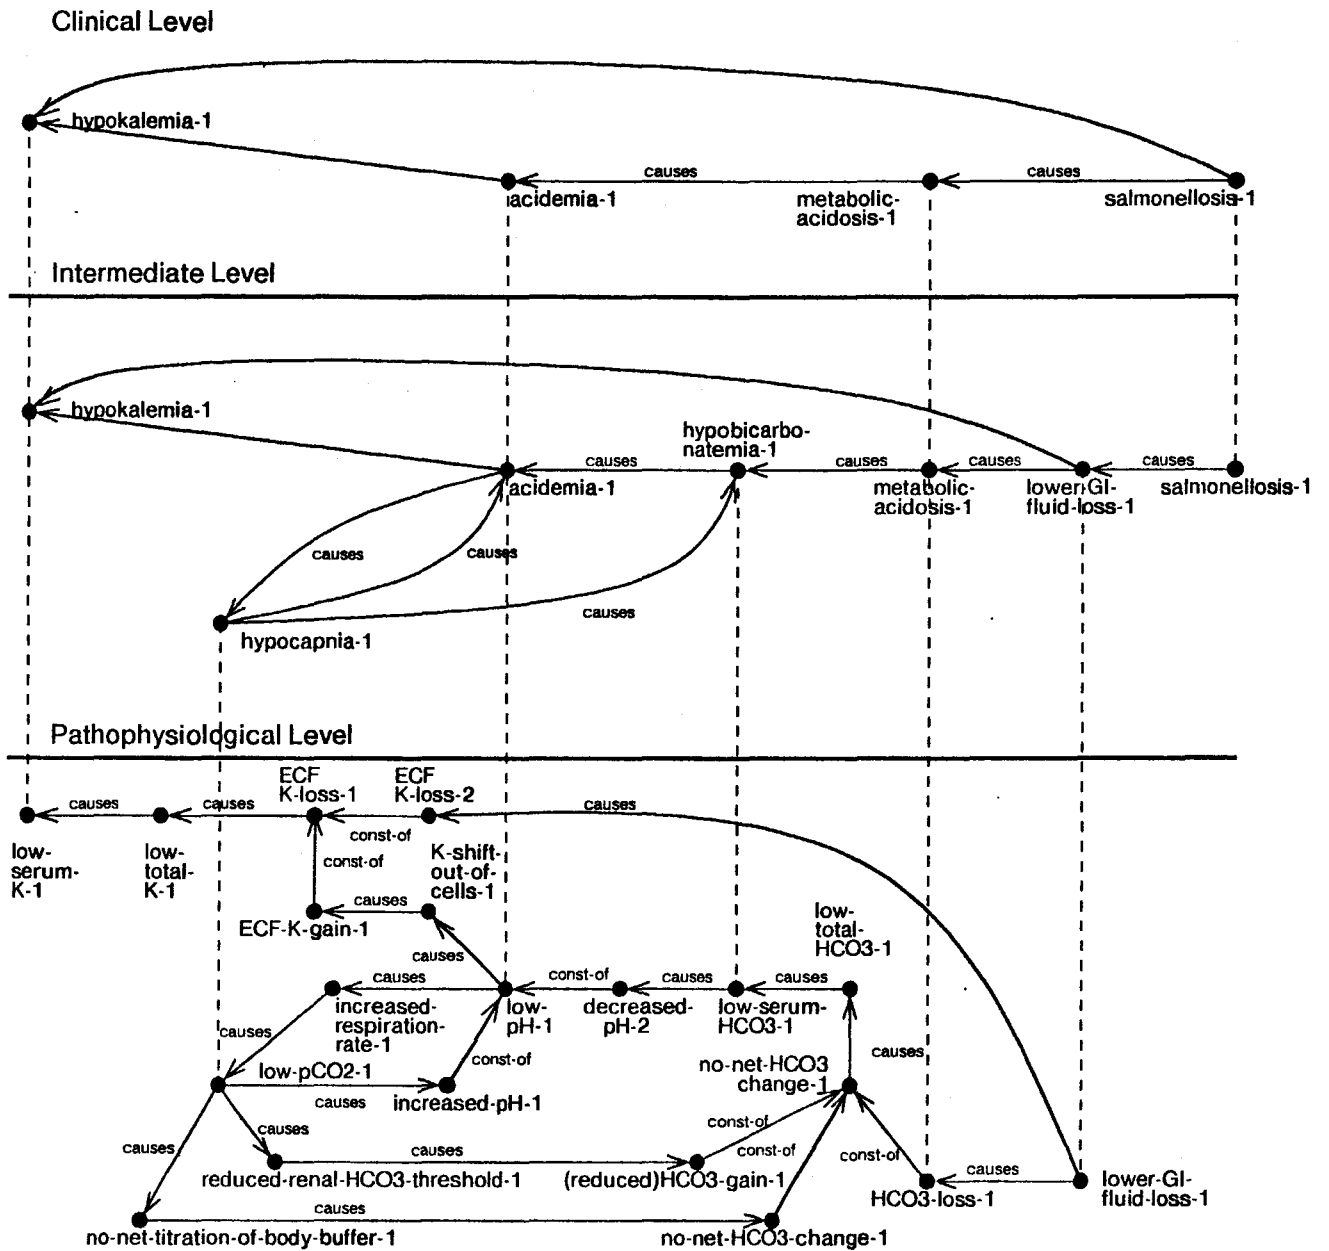 Clinical Level
hypokalemia-1
causes
causes
acidemia-1
metabolic-
acidosis-1
salmonellosis-1
Intermediate Level
hypokalemia-1
hypobicarbo-
natemia-1
causes
causes
causes
causes
acidemia-1
metabolic-
acidosis-1
lower-GI-
fluid-loss-1
salmonellosis-1
causes
causes
causes
hypocapnia-1
Pathophysiological Level
ECF
K-loss-1
ECF
K-loss-2
causes
causes
causes
const-of
low-
serum-
K-1
low-
total-
K-1
const-of
K-shift-
out-of-
cells-1
causes
ECF-K-gain-1
low-
total-
HCO3-1
causes
causes
const-of
causes
causes
increased-
respiration-
rate-1
low-
pH-1
decreased-
pH-2
low-serum-
HCO3-1
causes
const-of
causes
low-pCO2-1
causes
increased-pH-1
no-net-HCO3
change-1
causes
causes
causes
const-of
const-of
const-of
causes
reduced-renal-HCO3-threshold-1
(reduced)HCO3-gain-1
HCO3-loss-1
lower-GI-
fluid-loss-1
causes
no-net-titration-of-body-buffer-1
no-net-HCO3-change-1